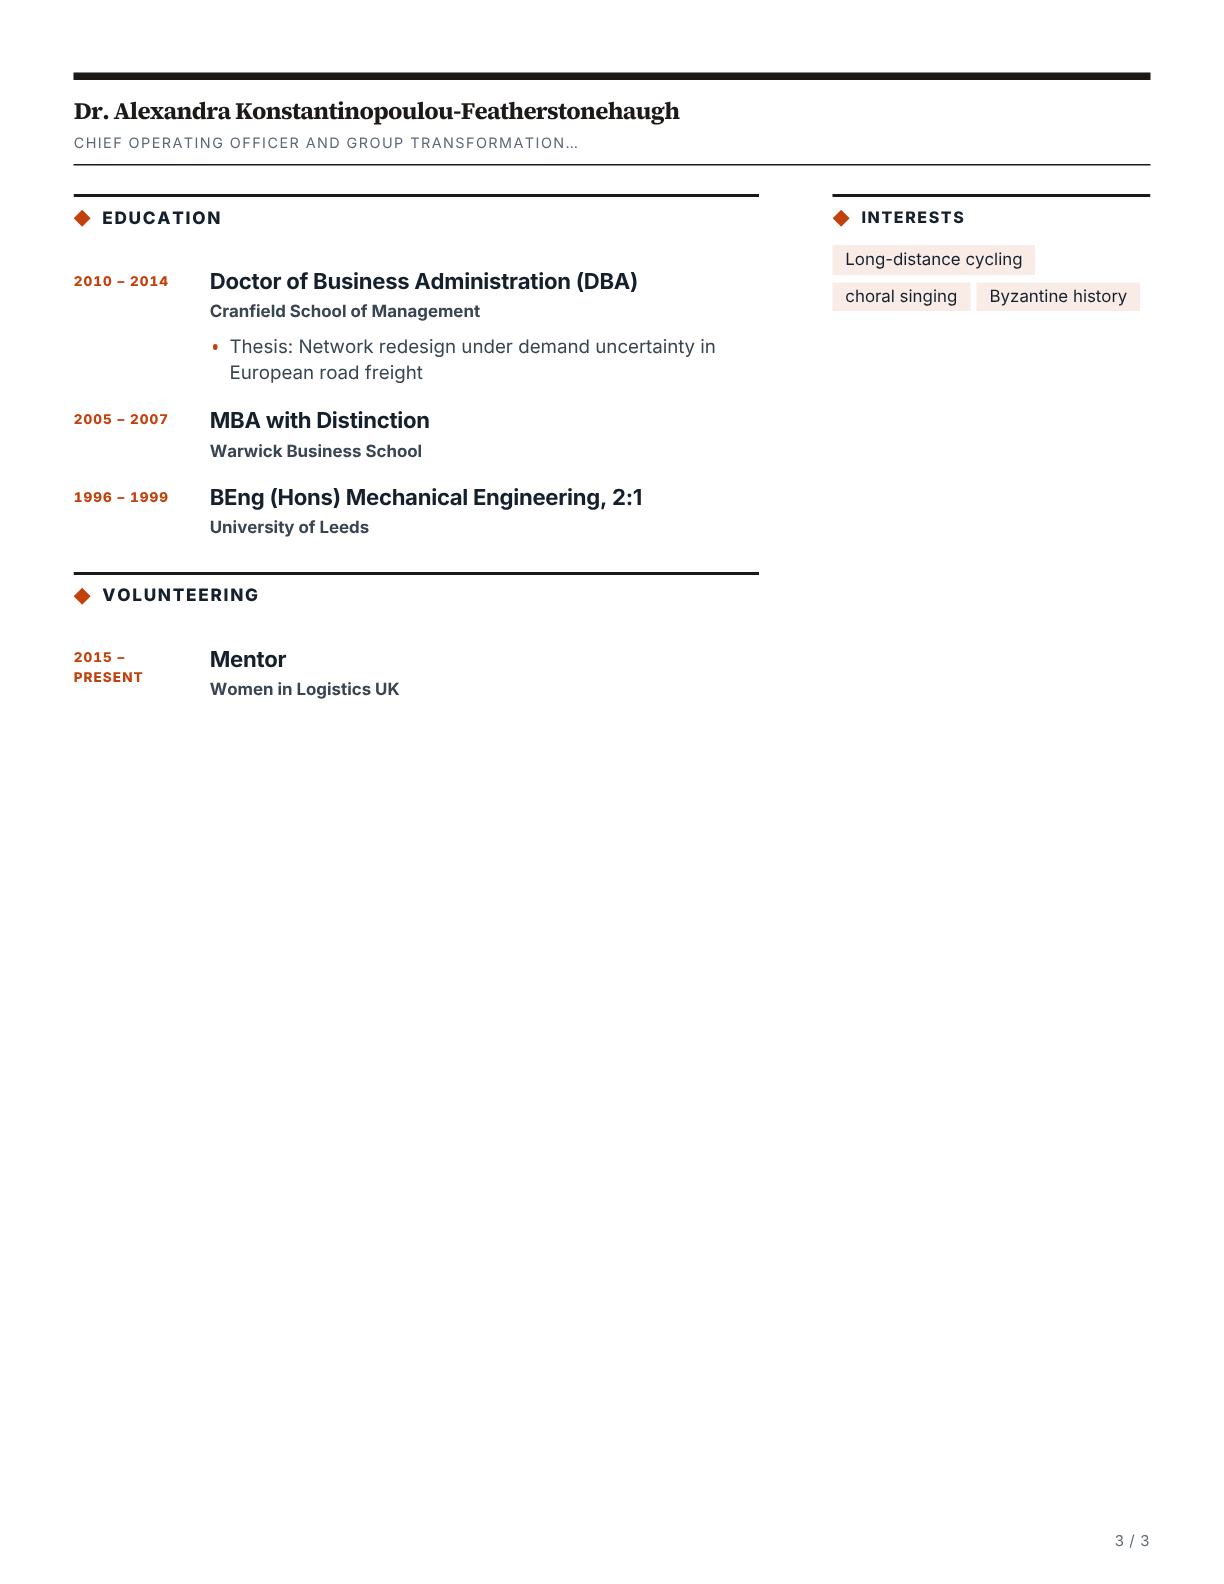 Dr. Alexandra Konstantinopoulou-Featherstonehaugh
CHIEF OPERATING OFFICER AND GROUP TRANSFORMATION…
EDUCATION
2010 – 2014
Doctor of Business Administration (DBA)
Cranfield School of Management
• Thesis: Network redesign under demand uncertainty in
European road freight
2005 – 2007
MBA with Distinction
Warwick Business School
1996 – 1999
BEng (Hons) Mechanical Engineering, 2:1
University of Leeds
VOLUNTEERING
2015 –
PRESENT
Mentor
Women in Logistics UK
INTERESTS
Long-distance cycling
choral singing Byzantine history
3 / 3